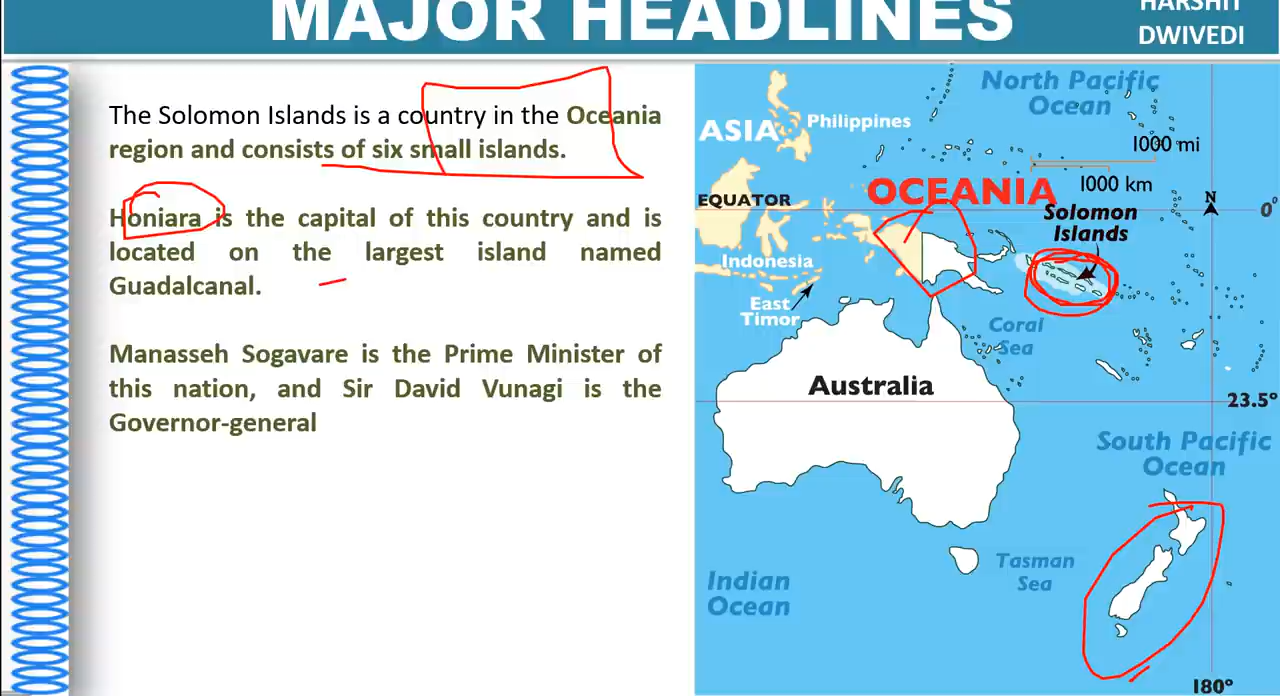 MAJOR HEADLINES
HARSHIT
DWIVEDI
The Solomon Islands is a country in the Oceania
region and consists of six small islands.
Honiara is the capital of this country and is
located on the largest island named
Guadalcanal.
Manasseh Sogavare is the Prime Minister of
this nation, and Sir David Vunagi is the
Governor-general
North Pacific
Ocean
ASIA
Philippines
1000 mi
1000 km
OCEANIA
EQUATOR
N
0°
Solomon
Islands
Indonesia
East
Timor
Coral
Sea
Australia
23.5°
South Pacific
Ocean
Tasman
Sea
Indian
Ocean
180°